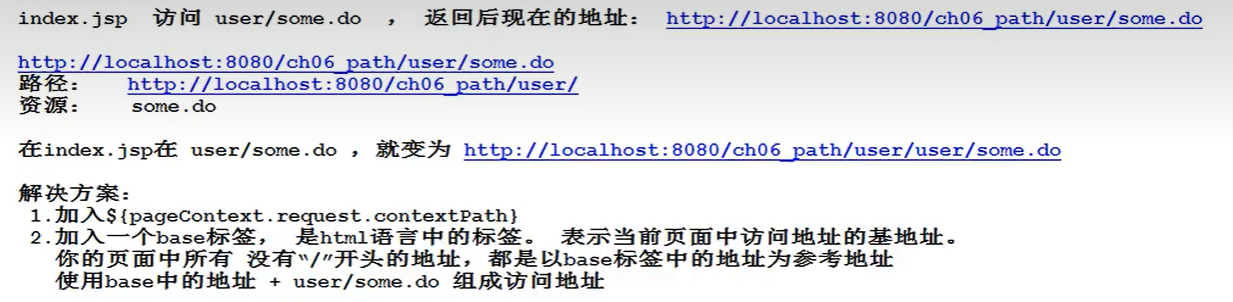 index.jsp 访问 user/some.do ， 返回后现在的地址： http://localhost:8080/ch06_path/user/some.do
http://localhost:8080/ch06_path/user/some.do
路径： http://localhost:8080/ch06_path/user/
资源： some.do
在index.jsp在 user/some.do ，就变为 http://localhost:8080/ch06_path/user/user/some.do
解决方案：
1.加入${pageContext.request.contextPath}
2.加入一个base标签， 是html语言中的标签。 表示当前页面中访问地址的基地址。
你的页面中所有 没有“/”开头的地址，都是以base标签中的地址为参考地址
使用base中的地址 + user/some.do 组成访问地址